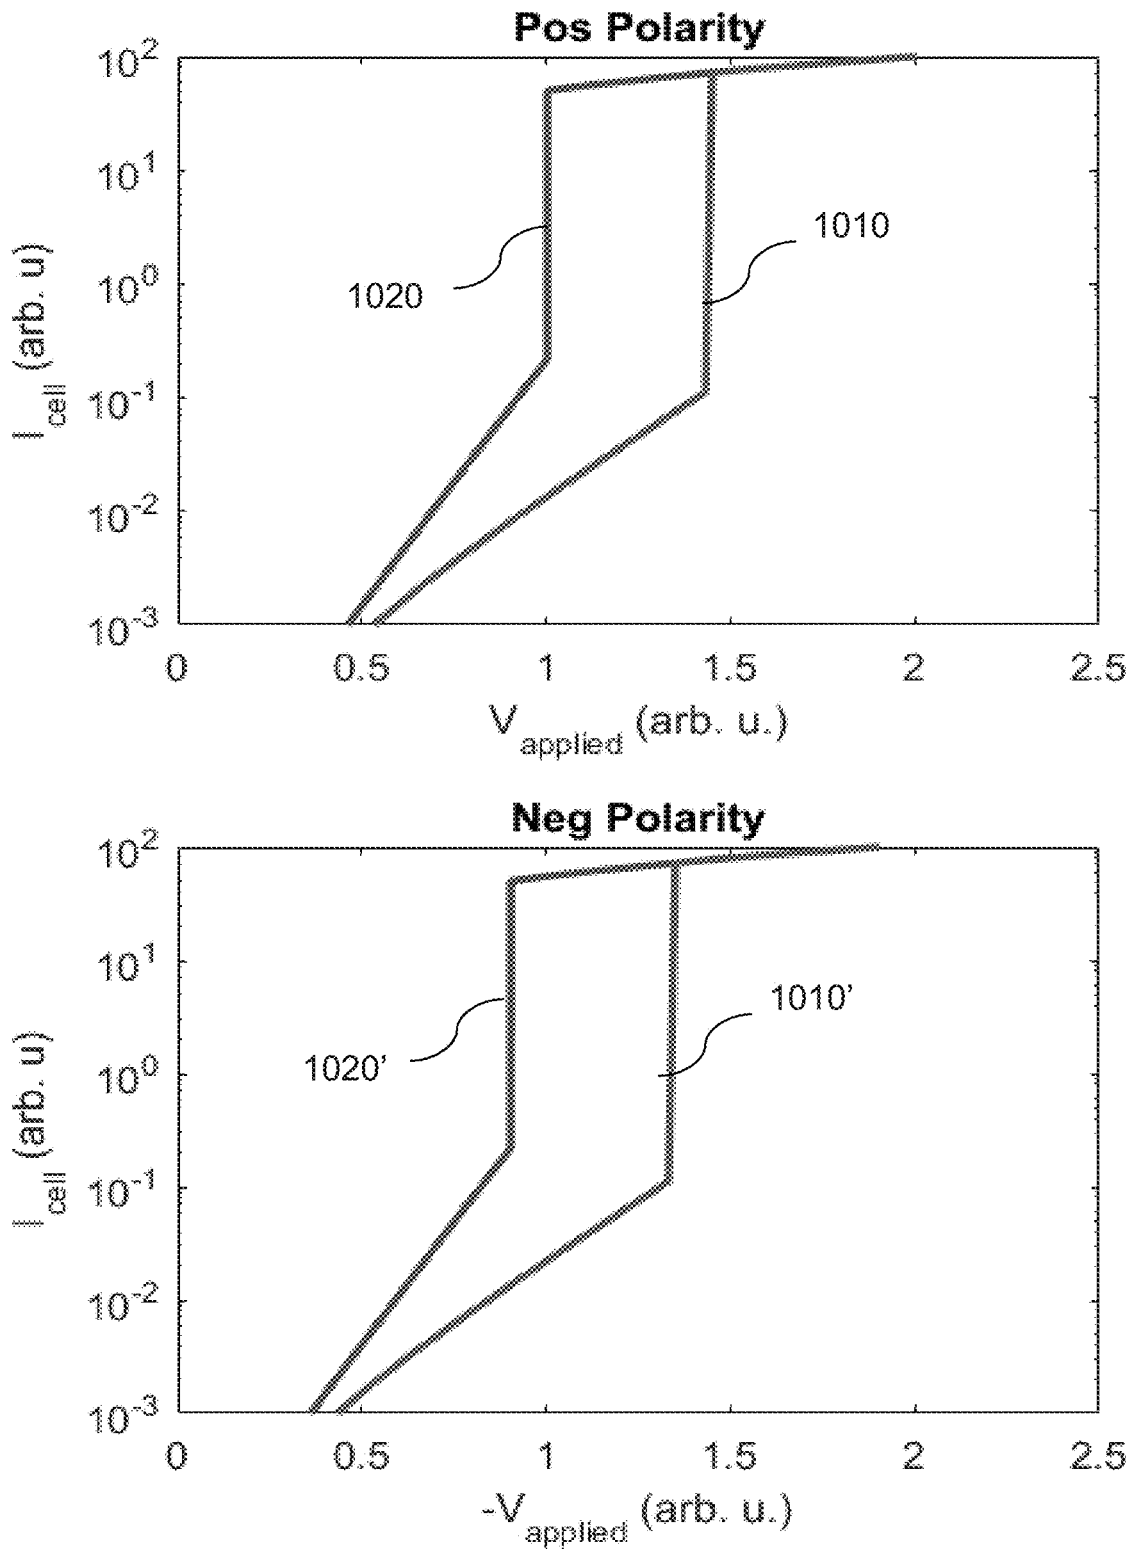 Pos Polarity
10^2
10^1
10^0
10^-1
10^-2
10^-3
I_cell (arb. u)
1020
1010
0 0.5 1 1.5 2 2.5
V_applied (arb. u.)
Neg Polarity
10^2
10^1
10^0
10^-1
10^-2
10^-3
I_cell (arb. u)
1020'
1010'
0 0.5 1 1.5 2 2.5
-V_applied (arb. u.)